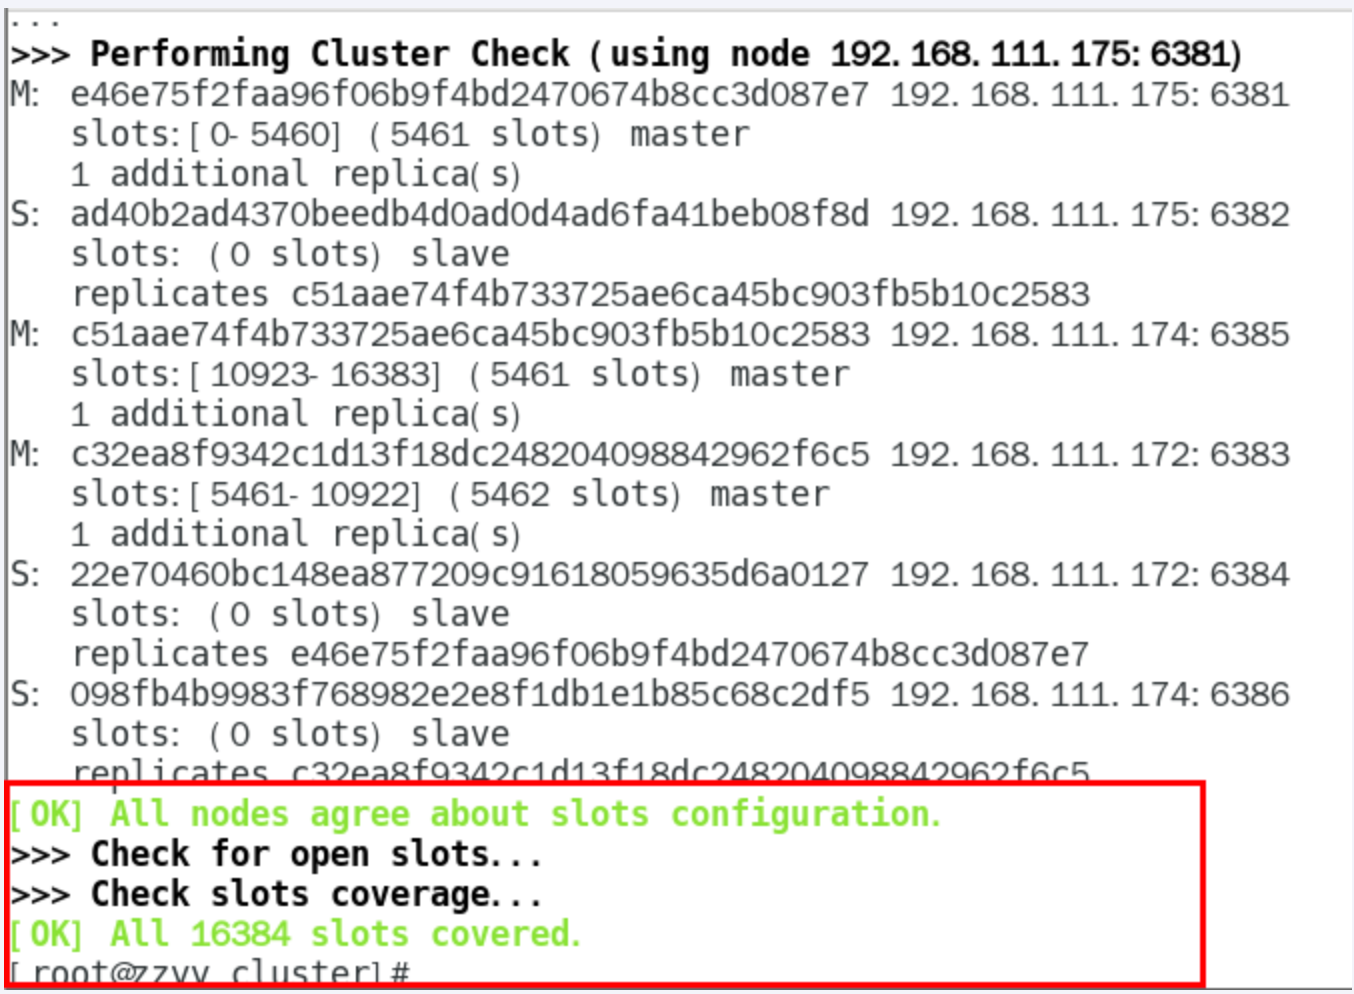 ...
>>> Performing Cluster Check (using node 192.168.111.175:6381)
M: e46e75f2faa96f06b9f4bd2470674b8cc3d087e7 192.168.111.175:6381
slots:[0-5460] (5461 slots) master
1 additional replica(s)
S: ad40b2ad4370beedb4d0ad0d4ad6fa41beb08f8d 192.168.111.175:6382
slots: (0 slots) slave
replicates c51aae74f4b733725ae6ca45bc903fb5b10c2583
M: c51aae74f4b733725ae6ca45bc903fb5b10c2583 192.168.111.174:6385
slots:[10923-16383] (5461 slots) master
1 additional replica(s)
M: c32ea8f9342c1d13f18dc248204098842962f6c5 192.168.111.172:6383
slots:[5461-10922] (5462 slots) master
1 additional replica(s)
S: 22e70460bc148ea877209c91618059635d6a0127 192.168.111.172:6384
slots: (0 slots) slave
replicates e46e75f2faa96f06b9f4bd2470674b8cc3d087e7
S: 098fb4b9983f768982e2e8f1db1e1b85c68c2df5 192.168.111.174:6386
slots: (0 slots) slave
replicates c32ea8f9342c1d13f18dc248204098842962f6c5
[OK] All nodes agree about slots configuration.
>>> Check for open slots...
>>> Check slots coverage...
[OK] All 16384 slots covered.
[root@zzyy cluster]#